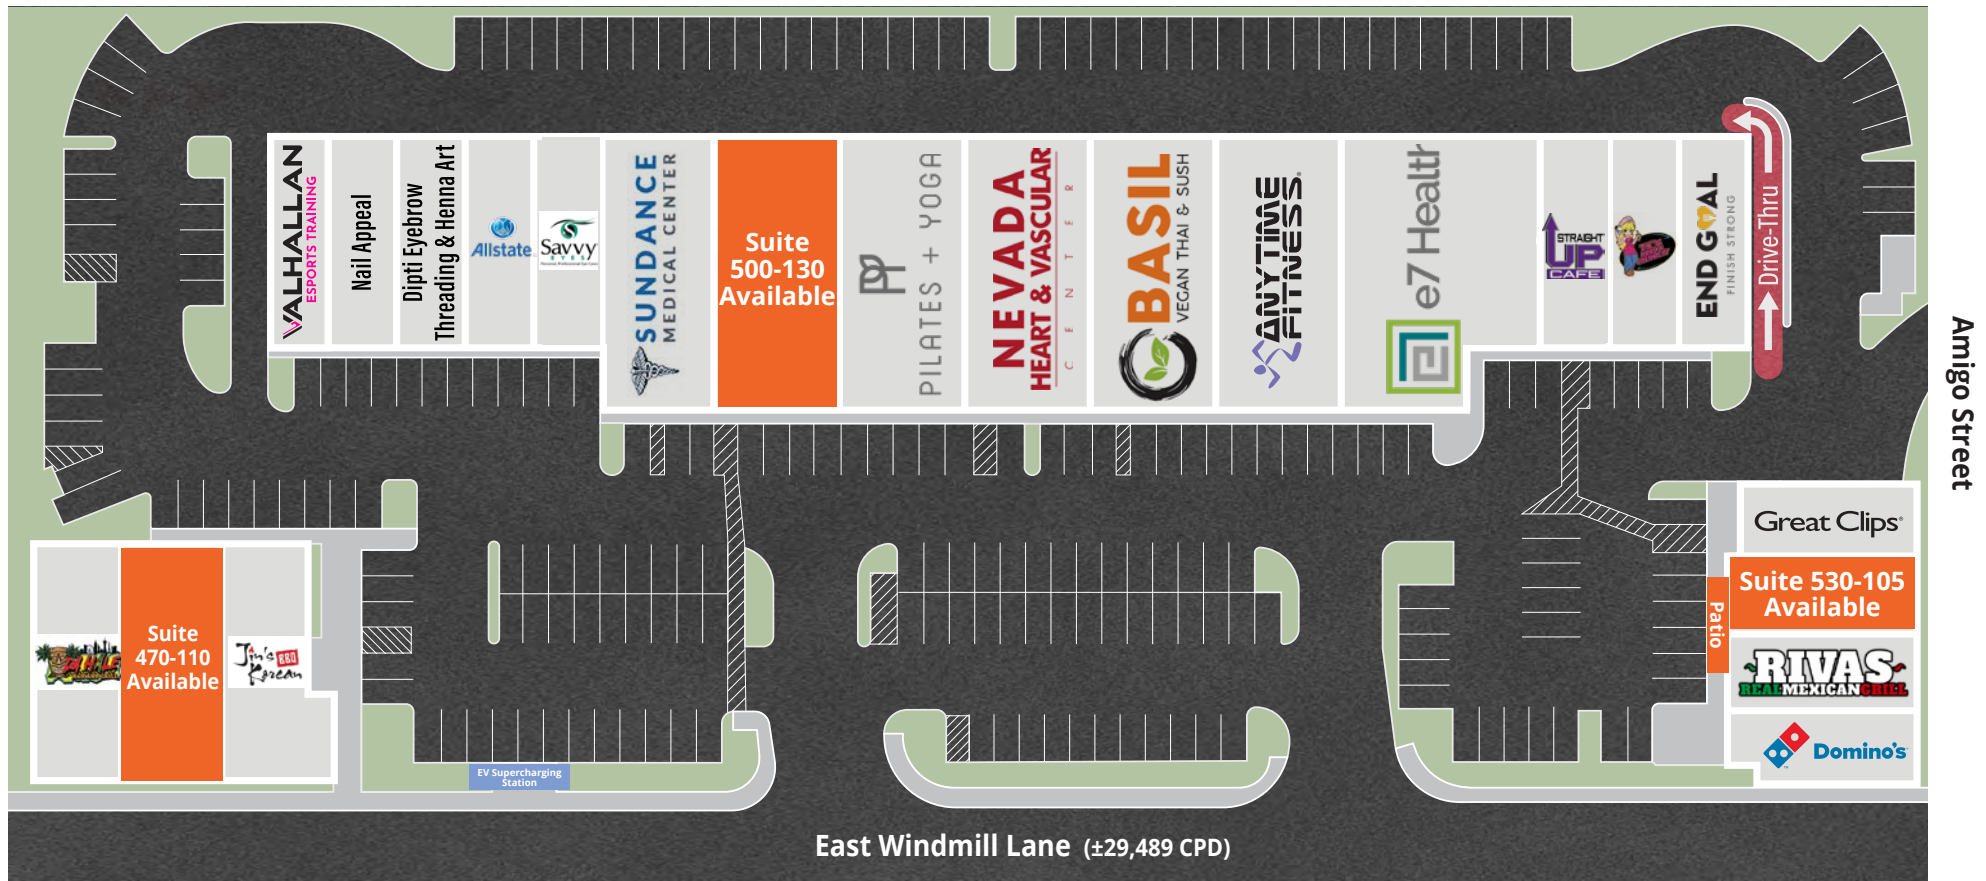 VALHALLAN
ESPORTS TRAINING
Nail Appeal
Dipti Eyebrow
Threading & Henna Art
Allstate
Savvy
EYES
SUNDANCE
MEDICAL CENTER
Suite
500-130
Available
PILATES + YOGA
NEVADA
HEART & VASCULAR
CENTER
BASIL
VEGAN THAI & SUSH
ANYTIME
FITNESS
e7 Health
STRAIGHT
UP
CAFE
END GOAL
FINISH STRONG
Drive-Thru
Amigo Street
Suite
470-110
Available
Jin's BBQ
Korean
EV Supercharging
Station
Great Clips
Suite 530-105
Available
Patio
RIVAS
REAL MEXICAN GRILL
Domino's
East Windmill Lane (±29,489 CPD)